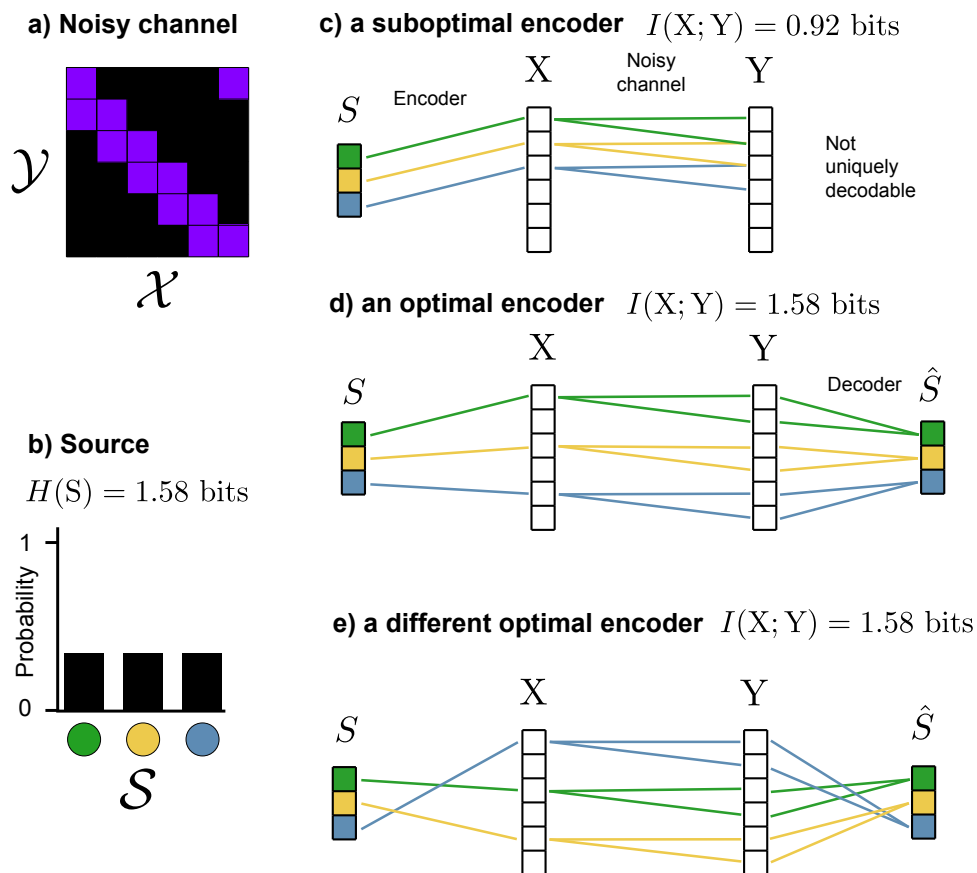 a) Noisy channel
𝒴
𝒳
b) Source
H(S) = 1.58 bits
1
Probability
0
𝒮
c) a suboptimal encoder I(X; Y) = 0.92 bits
X
Noisy
channel
Y
S
Encoder
Not
uniquely
decodable
d) an optimal encoder I(X; Y) = 1.58 bits
X
Y
S
Decoder
Ŝ
e) a different optimal encoder I(X; Y) = 1.58 bits
X
Y
S
Ŝ